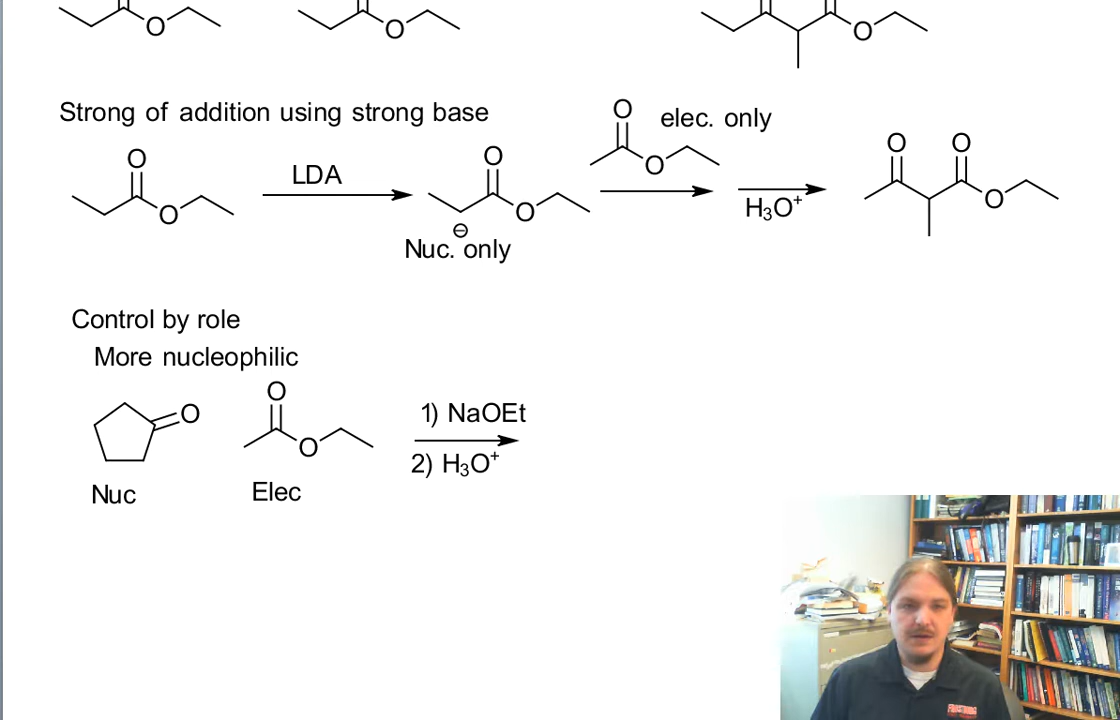 O O O
Strong of addition using strong base
O elec. only
O O O O
LDA
O O O O
⊖ H₃O⁺
Nuc. only
Control by role
More nucleophilic
O O 1) NaOEt
O 2) H₃O⁺
Nuc Elec